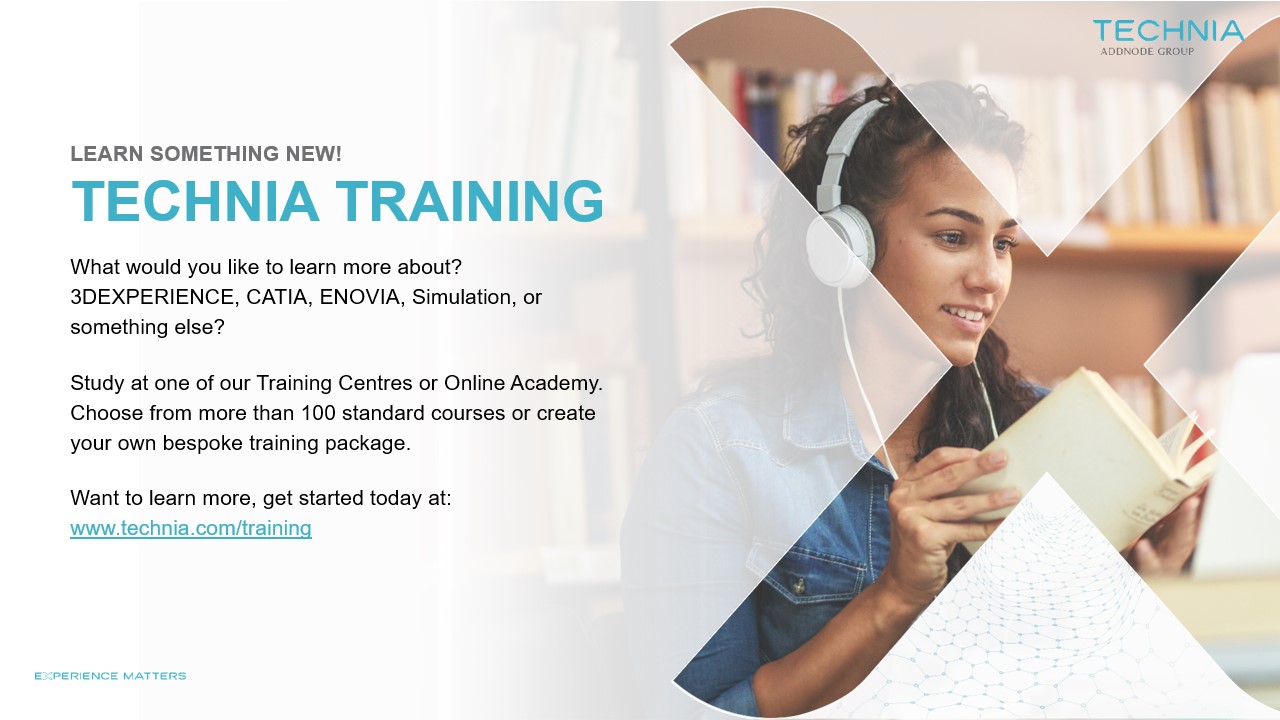 TECHNIA
ADDNODE GROUP
LEARN SOMETHING NEW!
TECHNIA TRAINING
What would you like to learn more about?
3DEXPERIENCE, CATIA, ENOVIA, Simulation, or
something else?
Study at one of our Training Centres or Online Academy.
Choose from more than 100 standard courses or create
your own bespoke training package.
Want to learn more, get started today at:
www.technia.com/training
EXPERIENCE MATTERS